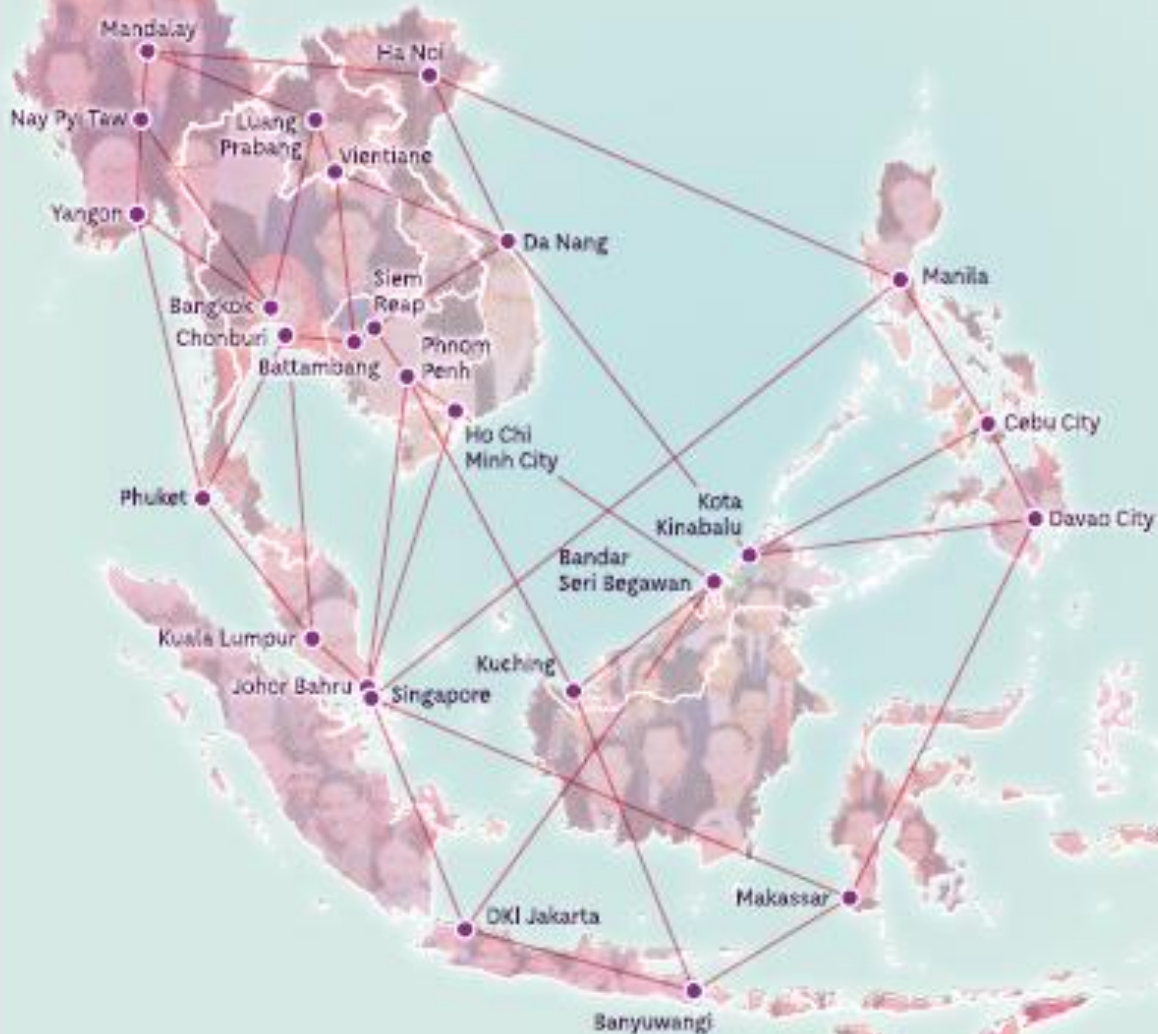 Mandalay
Ha Noi
Nay Pyi Taw
Luang
Prabang
Vientiane
Yangon
Da Nang
Siem
Reap
Manila
Bangkok
Chonburi
Battambang
Phnom
Penh
Cebu City
Ho Chi
Minh City
Phuket
Kota
Kinabalu
Davao City
Bandar
Seri Begawan
Kuala Lumpur
Kuching
Johor Bahru
Singapore
Makassar
DKI Jakarta
Banyuwangi